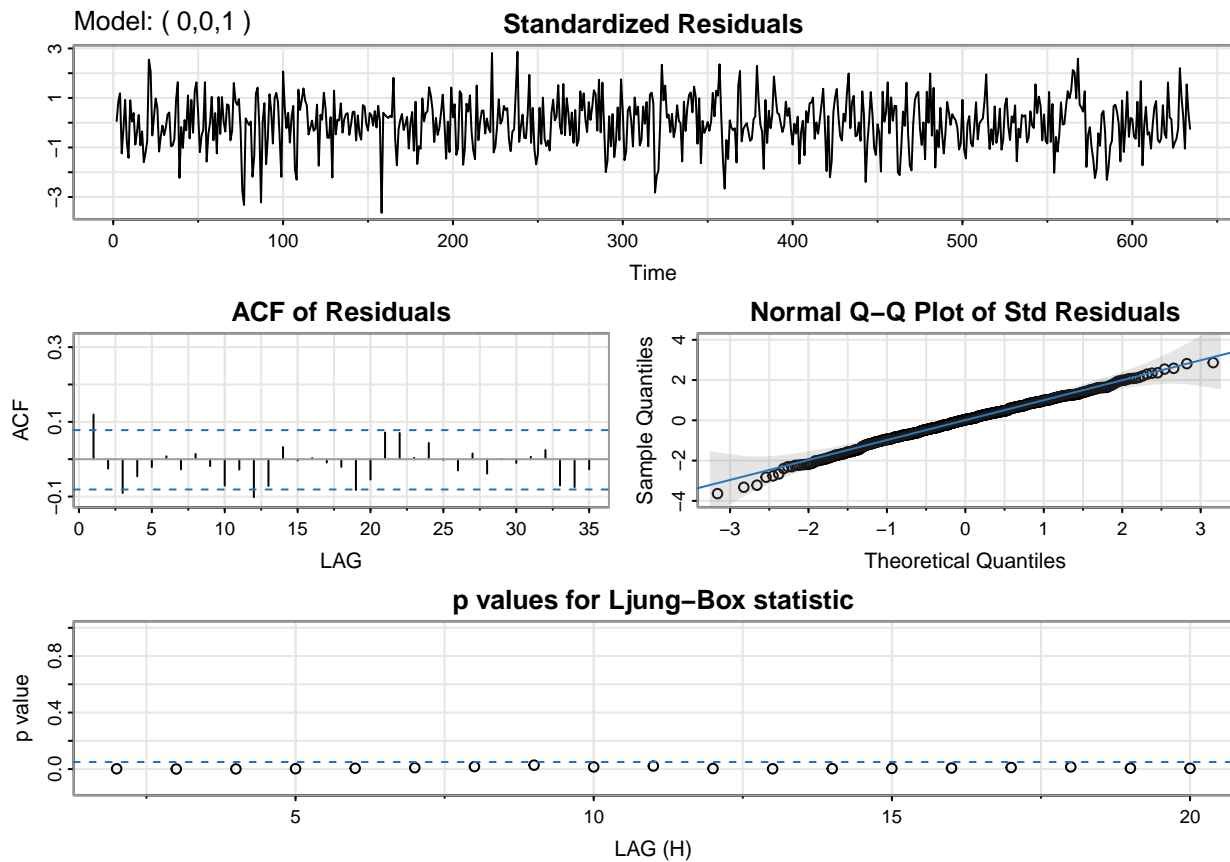 Model: ( 0,0,1 )
Standardized Residuals
3
1
−1
−3
0 100 200 300 400 500 600
Time
ACF of Residuals
0.3
0.1
−0.1
ACF
0 5 10 15 20 25 30 35
LAG
Normal Q−Q Plot of Std Residuals
4
2
0
−2
−4
Sample Quantiles
−3 −2 −1 0 1 2 3
Theoretical Quantiles
p values for Ljung−Box statistic
0.8
0.4
0.0
p value
5 10 15 20
LAG (H)